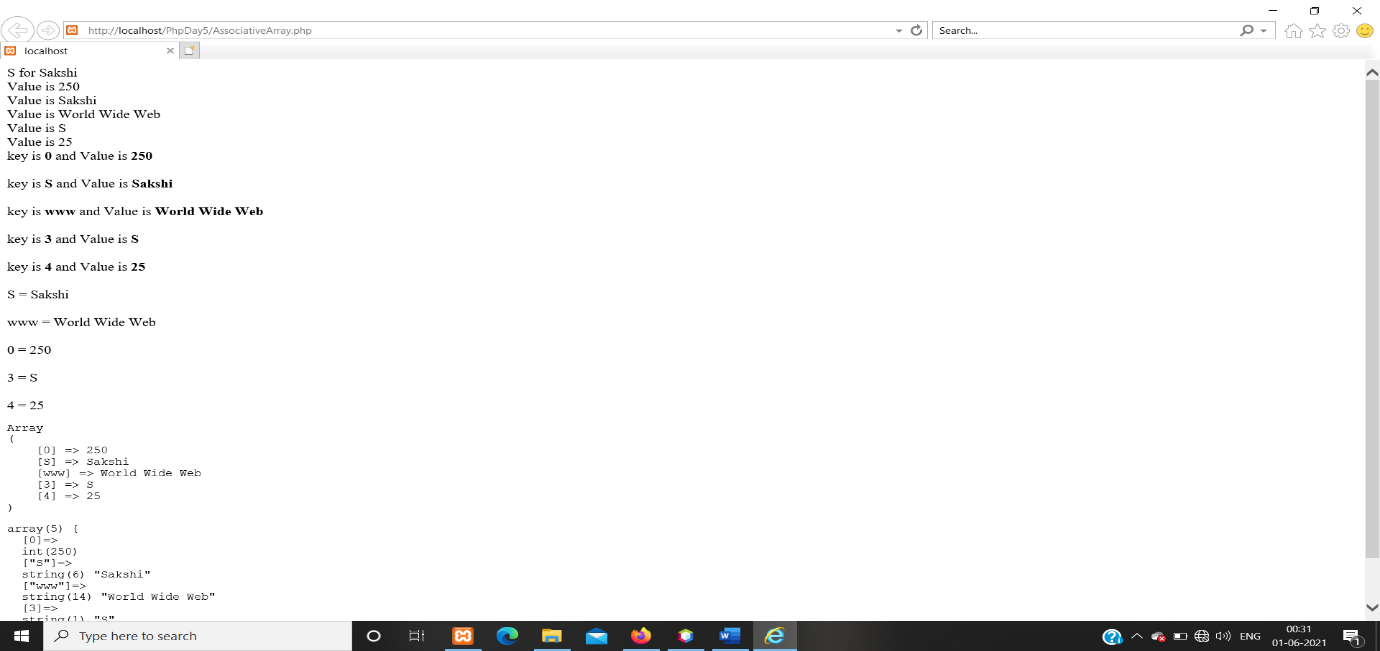 http://localhost/PhpDay5/AssociativeArray.php
Search...
localhost
S for Sakshi
Value is 250
Value is Sakshi
Value is World Wide Web
Value is S
Value is 25
key is 0 and Value is 250
key is S and Value is Sakshi
key is www and Value is World Wide Web
key is 3 and Value is S
key is 4 and Value is 25
S = Sakshi
www = World Wide Web
0 = 250
3 = S
4 = 25
Array
(
[0] => 250
[S] => Sakshi
[www] => World Wide Web
[3] => S
[4] => 25
)
array(5) {
[0]=>
int(250)
["S"]=>
string(6) "Sakshi"
["www"]=>
string(14) "World Wide Web"
[3]=>
string(1) "S"
Type here to search
ENG
00:31
01-06-2021
1